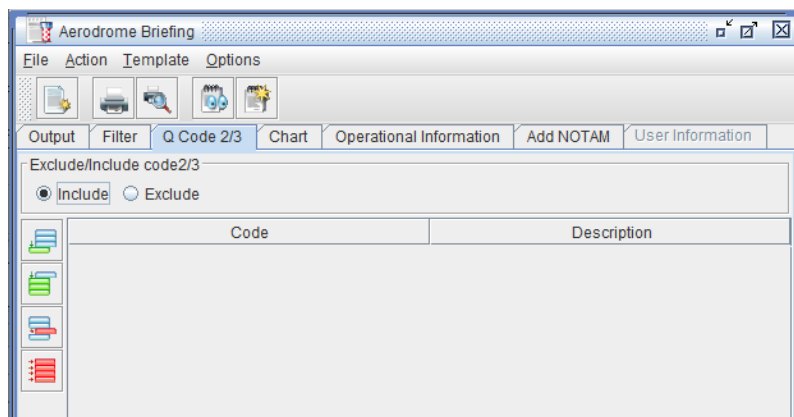 Aerodrome Briefing
File Action Template Options
Output Filter Q Code 2/3 Chart Operational Information Add NOTAM User Information
Exclude/Include code2/3
Include Exclude
Code Description